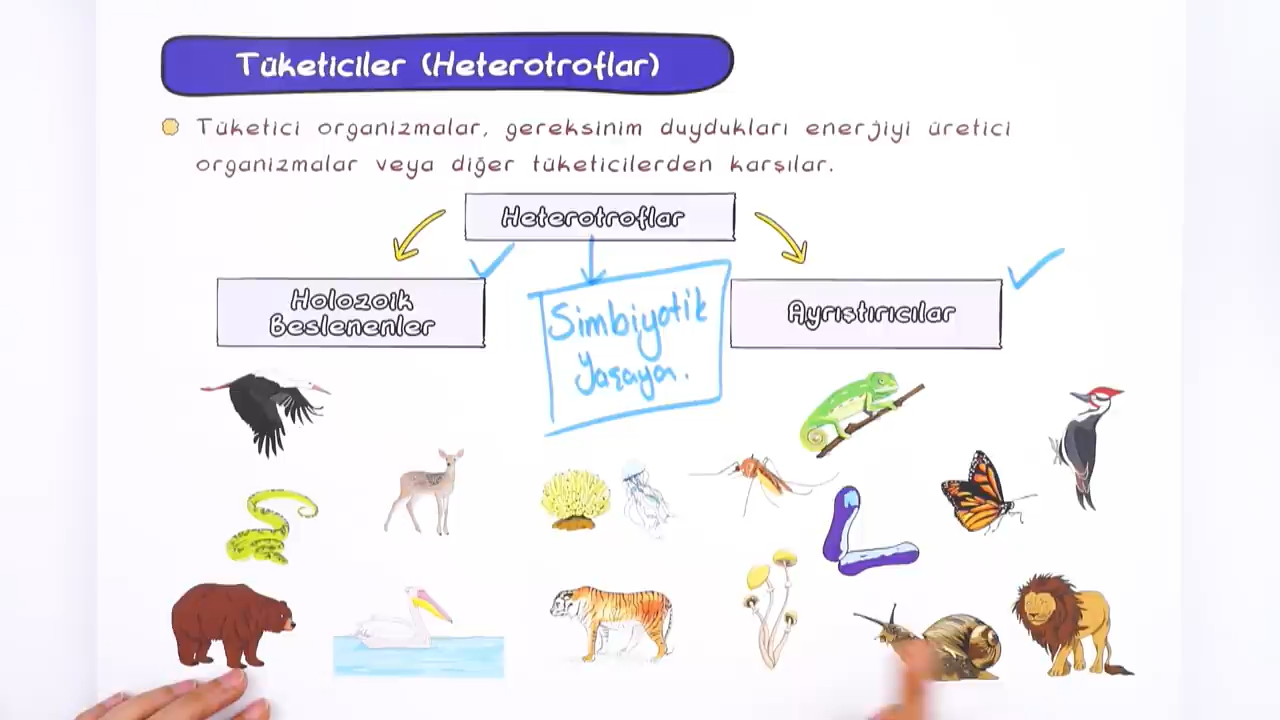 Tüketiciler (Heterotroflar)
Tüketici organizmalar, gereksinim duydukları enerjiyi üretici
organizmalar veya diğer tüketicilerden karşılar.
Heterotroflar
Holozoik
Beslenenler
Simbiyotik
Yaşayan.
Ayrıştırıcılar